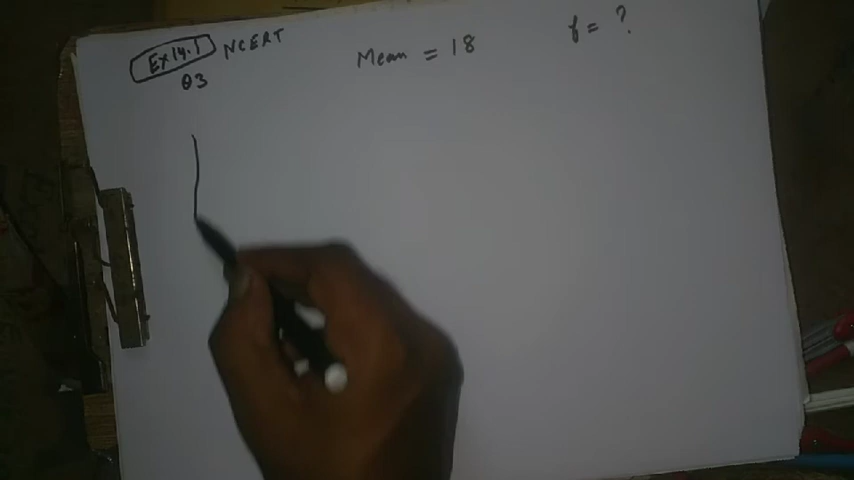 Ex 14.1 NCERT Mean = 18 f = ?
Q3